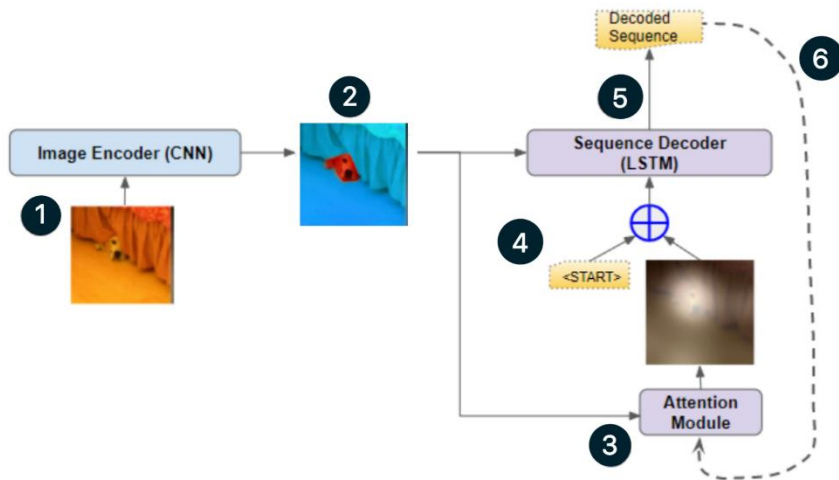 Decoded
Sequence
6
5
2
Image Encoder (CNN)
Sequence Decoder
(LSTM)
1
4
<START>
Attention
Module
3